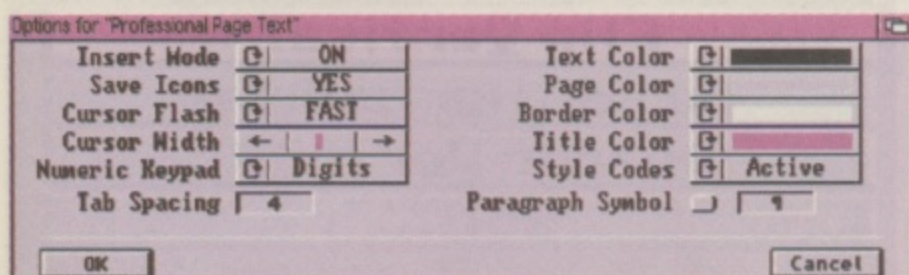 Options for "Professional Page Text"
Insert Mode ON
Save Icons YES
Cursor Flash FAST
Cursor Width ← | →
Numeric Keypad Digits
Tab Spacing 4
Text Color
Page Color
Border Color
Title Color
Style Codes Active
Paragraph Symbol ¶
OK
Cancel